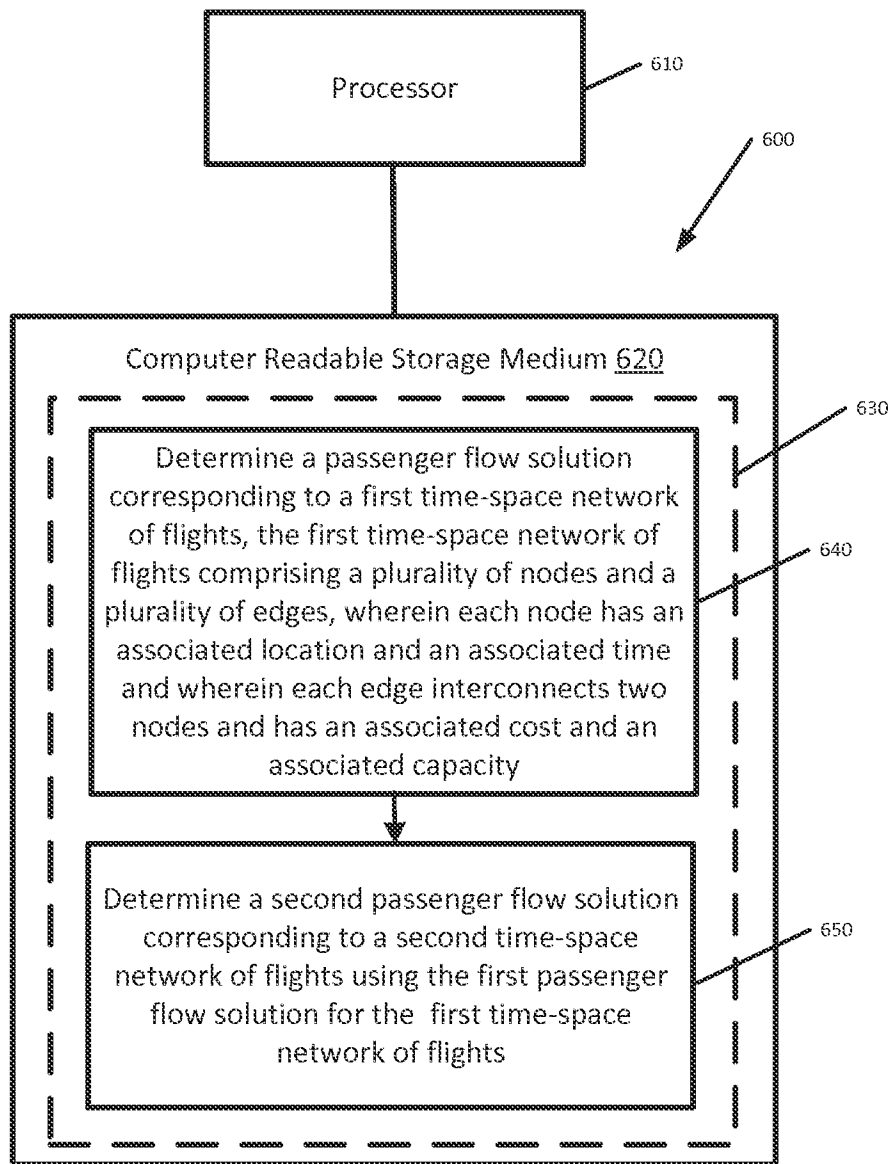 Processor
610
600
Computer Readable Storage Medium 620
630
Determine a passenger flow solution
corresponding to a first time-space network
of flights, the first time-space network of
flights comprising a plurality of nodes and a
plurality of edges, wherein each node has an
associated location and an associated time
and wherein each edge interconnects two
nodes and has an associated cost and an
associated capacity
640
Determine a second passenger flow solution
corresponding to a second time-space
network of flights using the first passenger
flow solution for the first time-space
network of flights
650